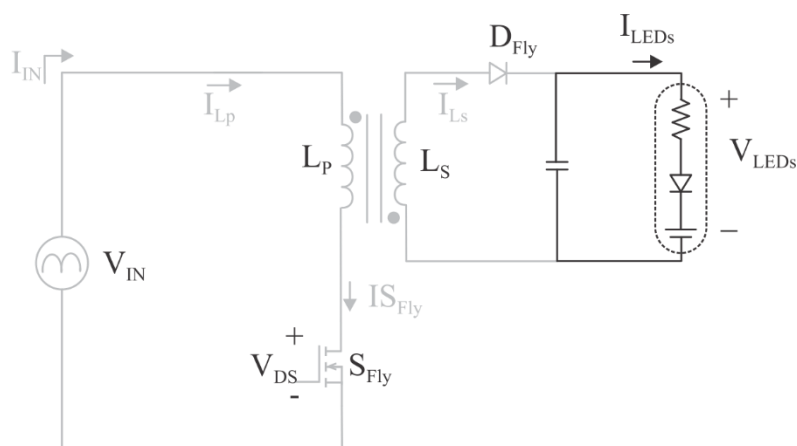 D_Fly
I_LEDs
I_IN
I_Lp
I_Ls
+
L_P
L_S
V_LEDs
−
V_IN
IS_Fly
+
V_DS
S_Fly
-